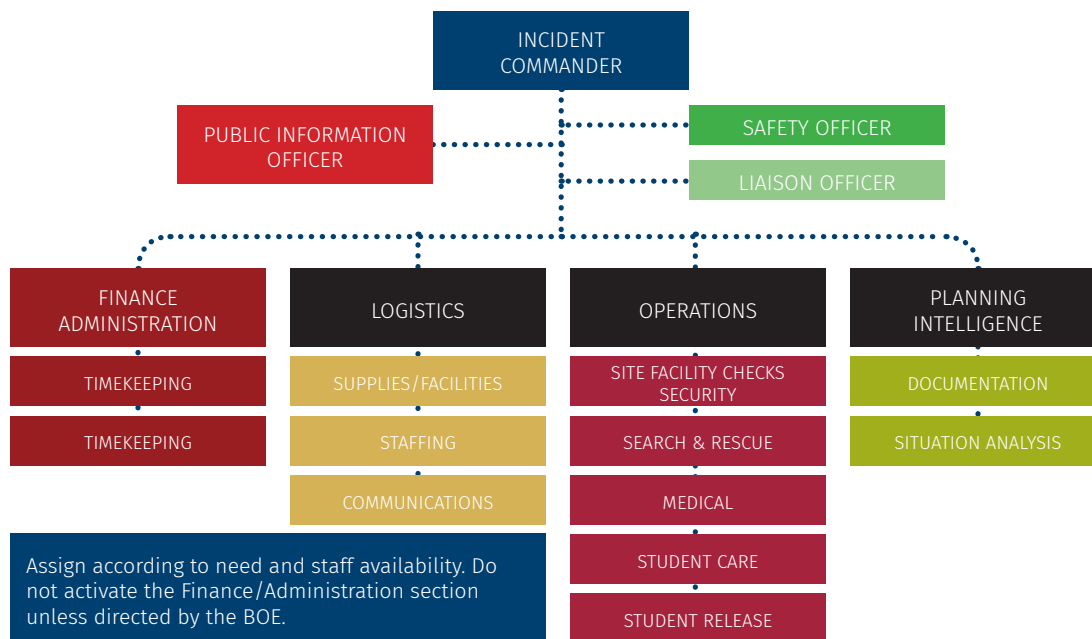 INCIDENT
COMMANDER
PUBLIC INFORMATION
OFFICER
SAFETY OFFICER
LIAISON OFFICER
FINANCE
ADMINISTRATION
TIMEKEEPING
TIMEKEEPING
LOGISTICS
SUPPLIES/FACILITIES
STAFFING
COMMUNICATIONS
OPERATIONS
SITE FACILITY CHECKS
SECURITY
SEARCH & RESCUE
MEDICAL
STUDENT CARE
STUDENT RELEASE
PLANNING
INTELLIGENCE
DOCUMENTATION
SITUATION ANALYSIS
Assign according to need and staff availability. Do
not activate the Finance/Administration section
unless directed by the BOE.